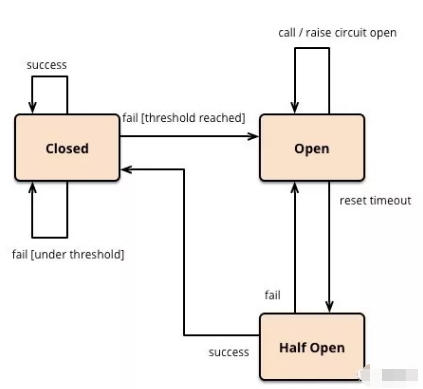 call / raise circuit open
success
fail [threshold reached]
Closed
Open
reset timeout
fail [under threshold]
fail
success
Half Open